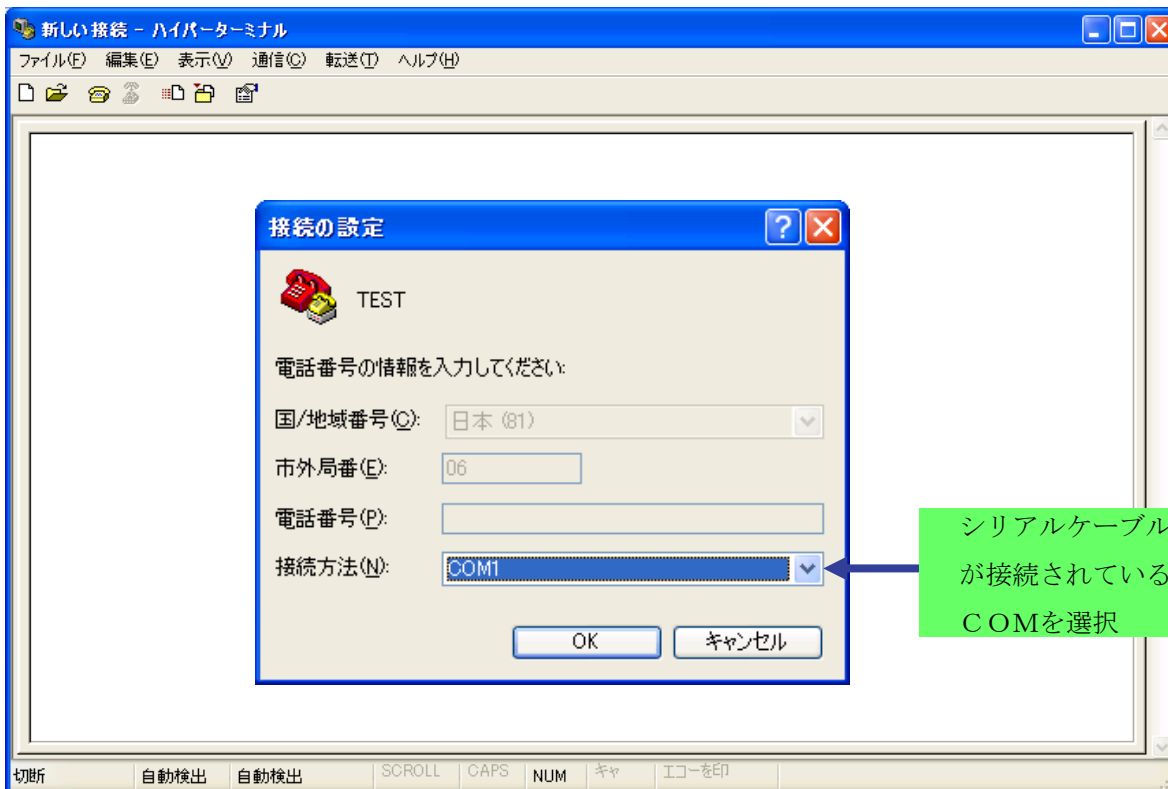 新しい接続 - ハイパーターミナル
ファイル(F) 編集(E) 表示(V) 通信(C) 転送(T) ヘルプ(H)
接続の設定
TEST
電話番号の情報を入力してください:
国/地域番号(C): 日本 (81)
市外局番(E): 06
電話番号(P):
接続方法(N): COM1
シリアルケーブル
が接続されている
ＣＯＭを選択
OK キャンセル
切断 自動検出 自動検出 SCROLL CAPS NUM キャ エコーを印